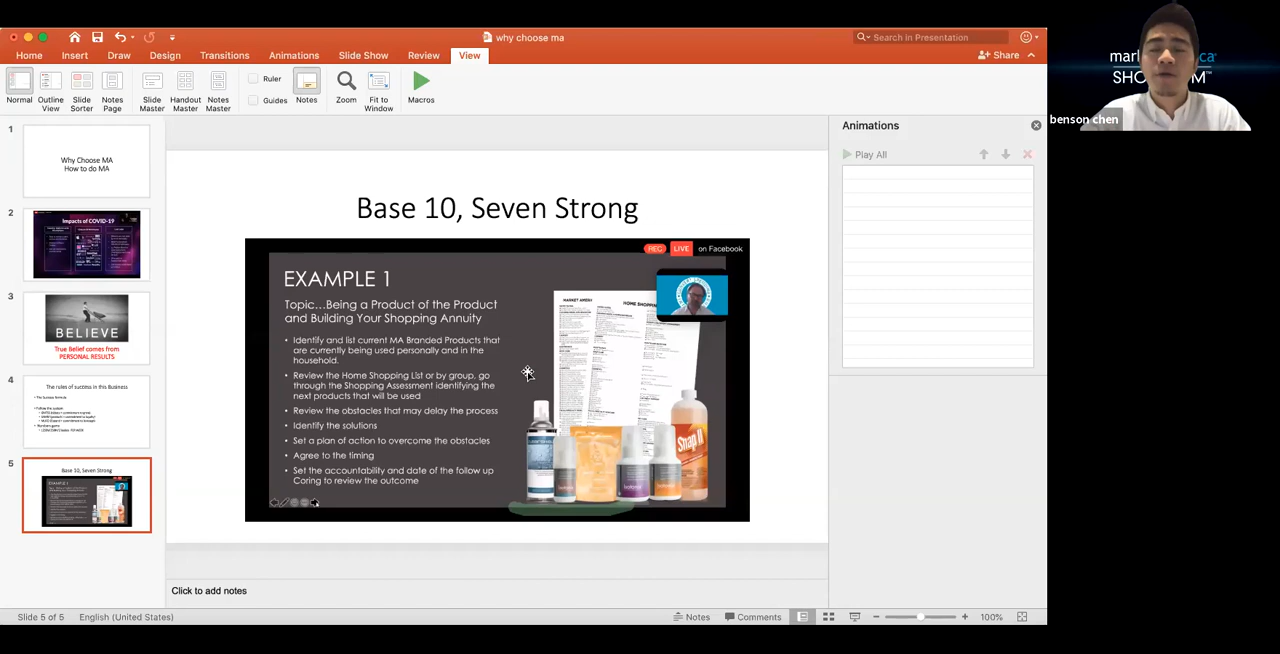 why choose ma
Search in Presentation
Home Insert Draw Design Transitions Animations Slide Show Review View
Share
Normal
Outline View
Slide Sorter
Notes Page
Slide Master
Handout Master
Notes Master
Ruler
Guides
Notes
Zoom
Fit to Window
Macros
benson chen
1
Why Choose MA
How to do MA
2
Impacts of COVID-19
3
BELIEVE
True Belief comes from
PERSONAL RESULTS
4
The rules of success in this Business
5
Base 10, Seven Strong
Base 10, Seven Strong
REC LIVE on Facebook
EXAMPLE 1
Topic...Being a Product of the Product
and Building Your Shopping Annuity
• Identify and list current MA Branded Products that
are currently being used personally and in the
household.
• Review the Home Shopping List or by group, go
through the Shopping Assessment identifying the
next products that will be used
• Review the obstacles that may delay the process
• Identify the solutions
• Set a plan of action to overcome the obstacles
• Agree to the timing
• Set the accountability and date of the follow up
Coring to review the outcome
Snap
Animations
Play All
Click to add notes
Slide 5 of 5 English (United States)
Notes Comments 100%